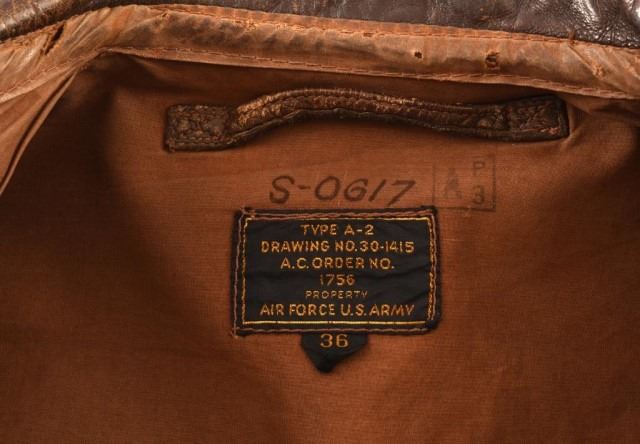 S-0617 A P 3
TYPE A-2
DRAWING NO. 30-1415
A.C. ORDER NO.
1756
PROPERTY
AIR FORCE U.S. ARMY
36